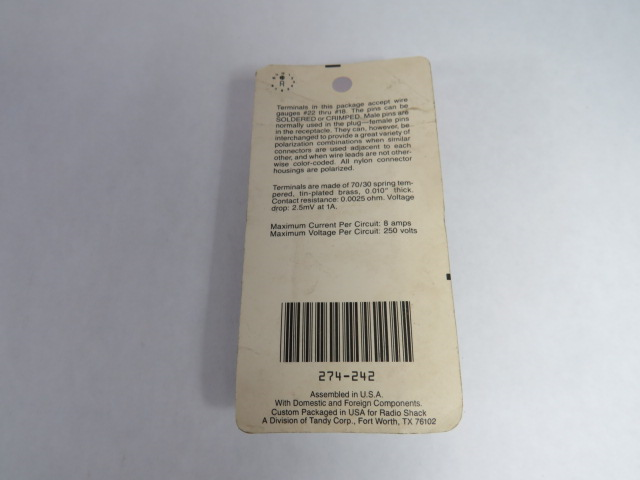 Terminals in this package accept wire
gauges #22 thru #18. The pins can be
SOLDERED or CRIMPED. Male pins are
normally used in the plug—female pins
in the receptacle. They can, however, be
interchanged to provide a great variety of
polarization combinations when similar
connectors are used adjacent to each
other, and when wire leads are not other-
wise color-coded. All nylon connector
housings are polarized.
Terminals are made of 70/30 spring tem-
pered, tin-plated brass, 0.010" thick.
Contact resistance: 0.0025 ohm. Voltage
drop: 2.5mV at 1A.
Maximum Current Per Circuit: 8 amps
Maximum Voltage Per Circuit: 250 volts
274-242
Assembled in U.S.A.
With Domestic and Foreign Components.
Custom Packaged in USA for Radio Shack
A Division of Tandy Corp., Fort Worth, TX 76102